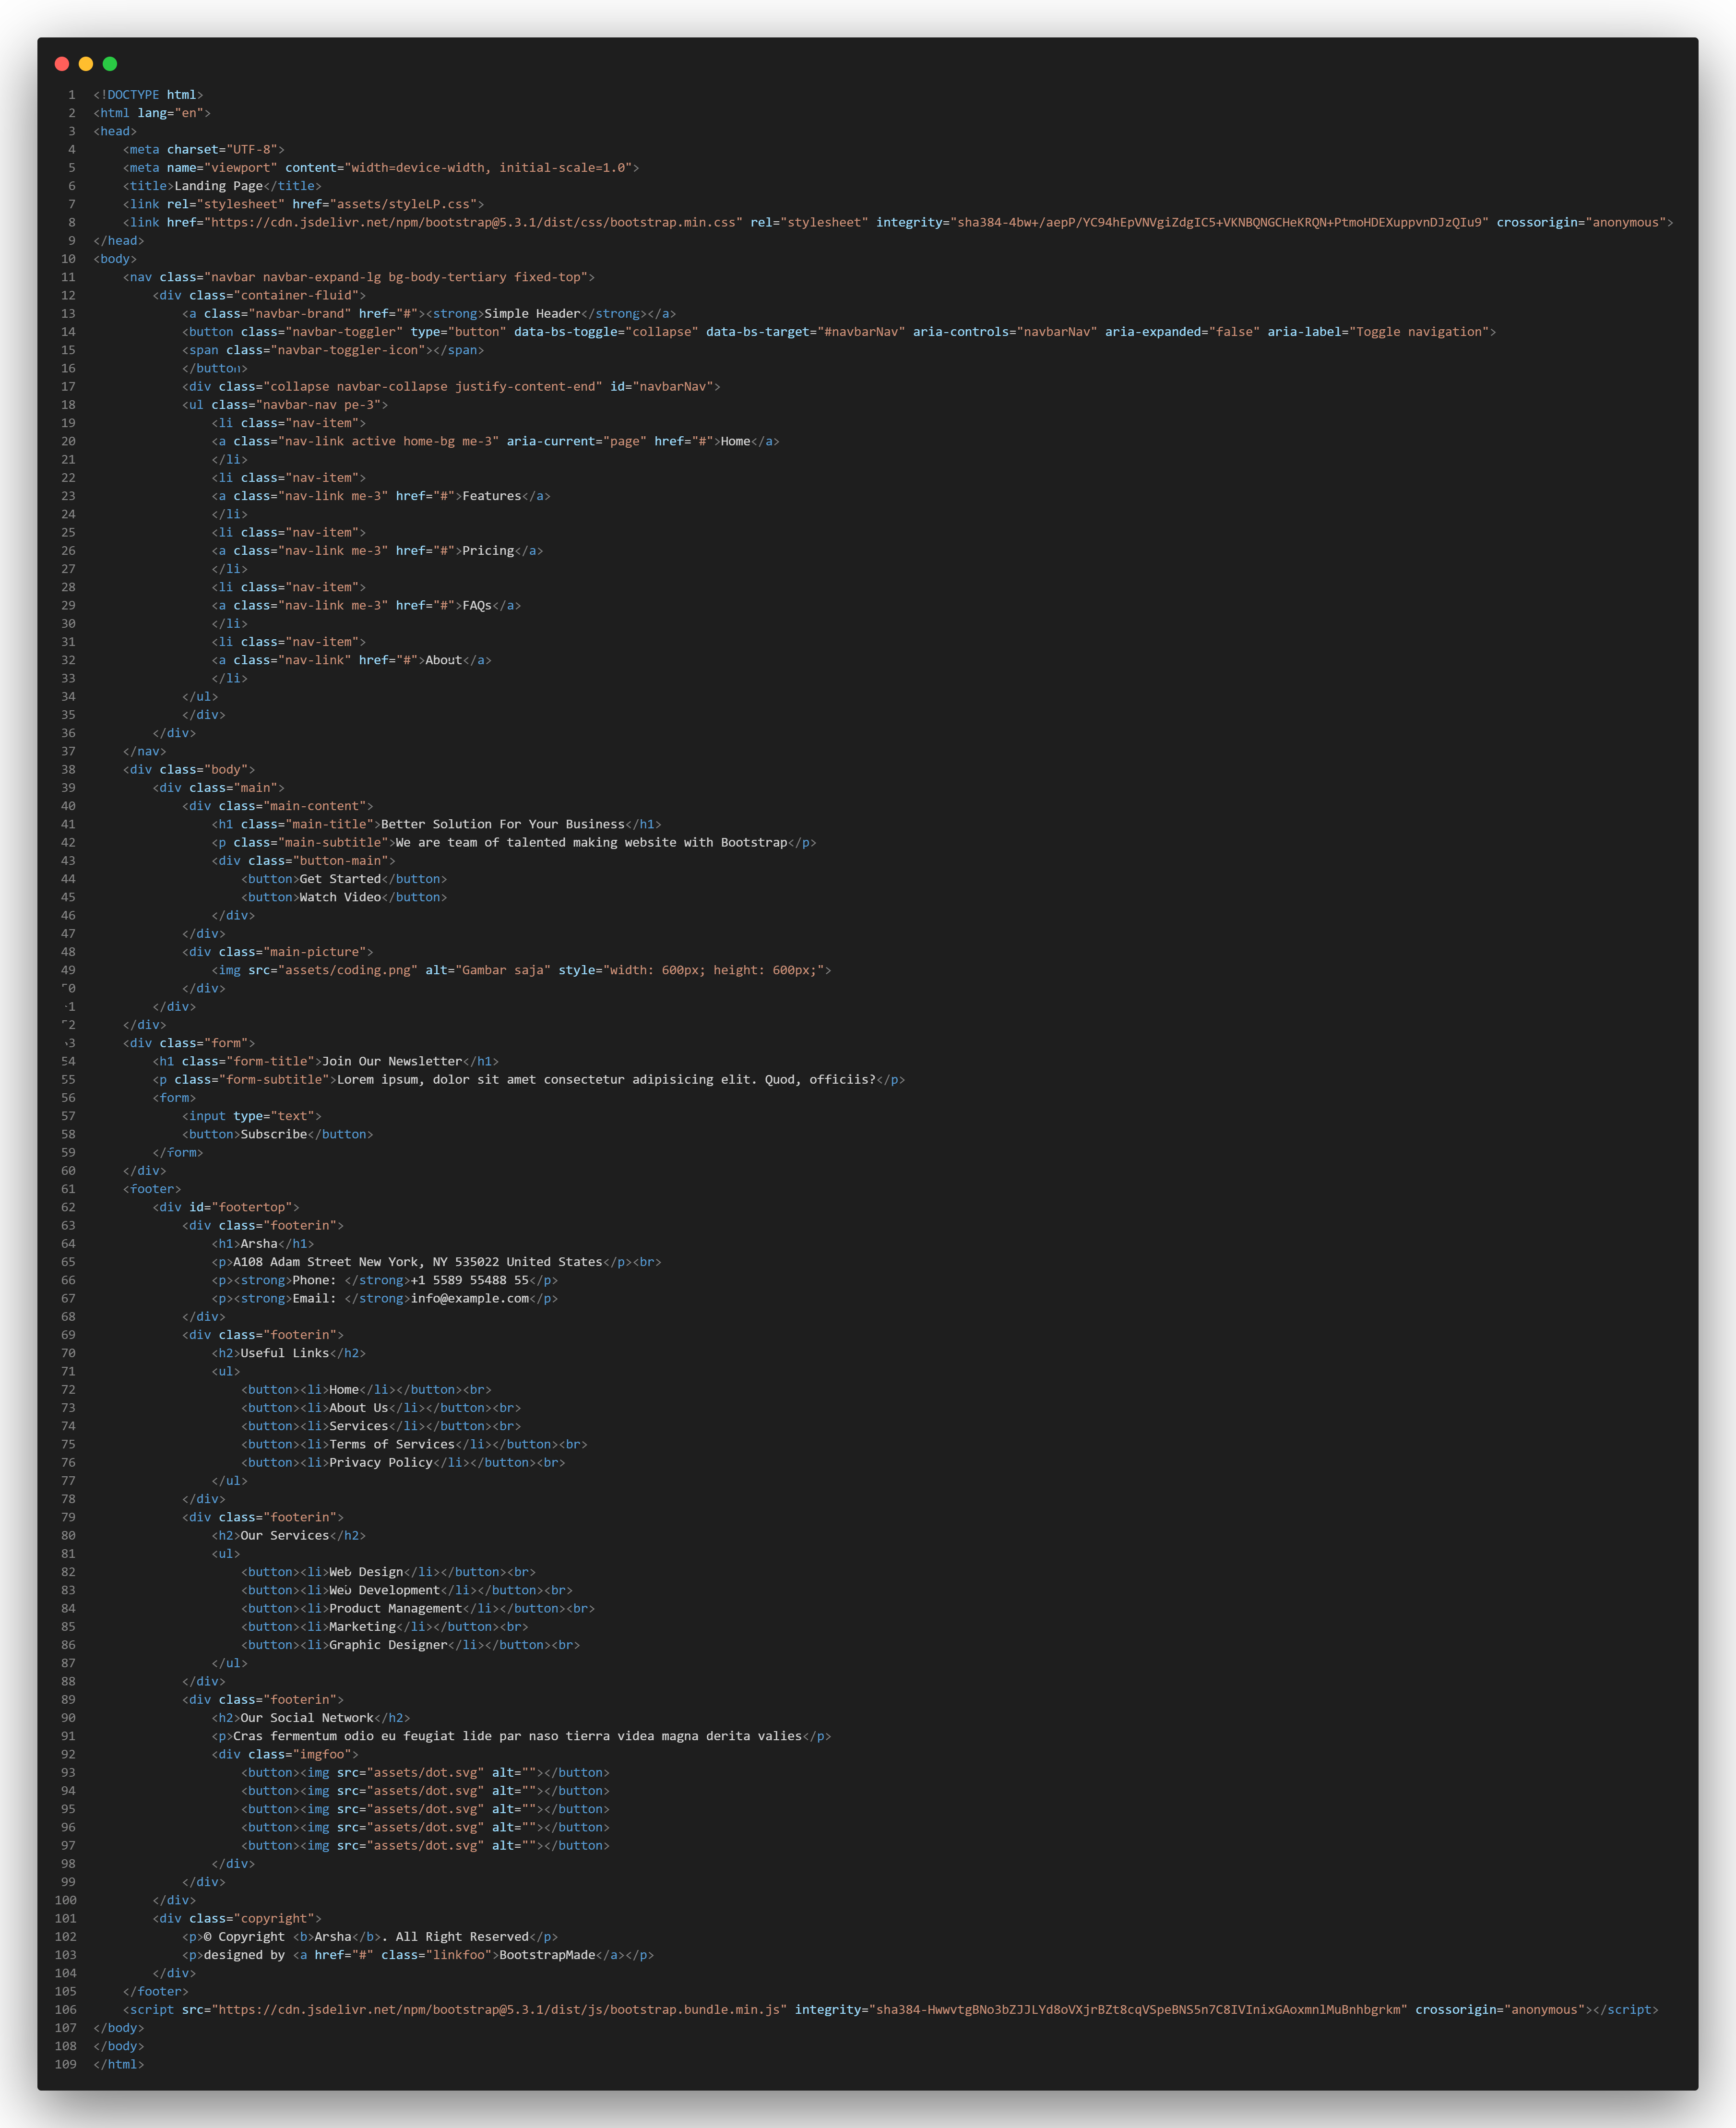 1 <!DOCTYPE html>
2 <html lang="en">
3 <head>
4     <meta charset="UTF-8">
5     <meta name="viewport" content="width=device-width, initial-scale=1.0">
6     <title>Landing Page</title>
7     <link rel="stylesheet" href="assets/styleLP.css">
8     <link href="https://cdn.jsdelivr.net/npm/bootstrap@5.3.1/dist/css/bootstrap.min.css" rel="stylesheet" integrity="sha384-4bw+/aepP/YC94hEpVNVgiZdgIC5+VKNBQNGCHeKRQN+PtmoHDEXuppvnDJzQIu9" crossorigin="anonymous">
9 </head>
10 <body>
11     <nav class="navbar navbar-expand-lg bg-body-tertiary fixed-top">
12         <div class="container-fluid">
13             <a class="navbar-brand" href="#"><strong>Simple Header</strong></a>
14             <button class="navbar-toggler" type="button" data-bs-toggle="collapse" data-bs-target="#navbarNav" aria-controls="navbarNav" aria-expanded="false" aria-label="Toggle navigation">
15             <span class="navbar-toggler-icon"></span>
16             </button>
17             <div class="collapse navbar-collapse justify-content-end" id="navbarNav">
18             <ul class="navbar-nav pe-3">
19                 <li class="nav-item">
20                 <a class="nav-link active home-bg me-3" aria-current="page" href="#">Home</a>
21                 </li>
22                 <li class="nav-item">
23                 <a class="nav-link me-3" href="#">Features</a>
24                 </li>
25                 <li class="nav-item">
26                 <a class="nav-link me-3" href="#">Pricing</a>
27                 </li>
28                 <li class="nav-item">
29                 <a class="nav-link me-3" href="#">FAQs</a>
30                 </li>
31                 <li class="nav-item">
32                 <a class="nav-link" href="#">About</a>
33                 </li>
34             </ul>
35             </div>
36         </div>
37     </nav>
38     <div class="body">
39         <div class="main">
40             <div class="main-content">
41                 <h1 class="main-title">Better Solution For Your Business</h1>
42                 <p class="main-subtitle">We are team of talented making website with Bootstrap</p>
43                 <div class="button-main">
44                     <button>Get Started</button>
45                     <button>Watch Video</button>
46                 </div>
47             </div>
48             <div class="main-picture">
49                 <img src="assets/coding.png" alt="Gambar saja" style="width: 600px; height: 600px;">
50             </div>
51         </div>
52     </div>
53     <div class="form">
54         <h1 class="form-title">Join Our Newsletter</h1>
55         <p class="form-subtitle">Lorem ipsum, dolor sit amet consectetur adipisicing elit. Quod, officiis?</p>
56         <form>
57             <input type="text">
58             <button>Subscribe</button>
59         </form>
60     </div>
61     <footer>
62         <div id="footertop">
63             <div class="footerin">
64                 <h1>Arsha</h1>
65                 <p>A108 Adam Street New York, NY 535022 United States</p><br>
66                 <p><strong>Phone: </strong>+1 5589 55488 55</p>
67                 <p><strong>Email: </strong>info@example.com</p>
68             </div>
69             <div class="footerin">
70                 <h2>Useful Links</h2>
71                 <ul>
72                     <button><li>Home</li></button><br>
73                     <button><li>About Us</li></button><br>
74                     <button><li>Services</li></button><br>
75                     <button><li>Terms of Services</li></button><br>
76                     <button><li>Privacy Policy</li></button><br>
77                 </ul>
78             </div>
79             <div class="footerin">
80                 <h2>Our Services</h2>
81                 <ul>
82                     <button><li>Web Design</li></button><br>
83                     <button><li>Web Development</li></button><br>
84                     <button><li>Product Management</li></button><br>
85                     <button><li>Marketing</li></button><br>
86                     <button><li>Graphic Designer</li></button><br>
87                 </ul>
88             </div>
89             <div class="footerin">
90                 <h2>Our Social Network</h2>
91                 <p>Cras fermentum odio eu feugiat lide par naso tierra videa magna derita valies</p>
92                 <div class="imgfoo">
93                     <button><img src="assets/dot.svg" alt=""></button>
94                     <button><img src="assets/dot.svg" alt=""></button>
95                     <button><img src="assets/dot.svg" alt=""></button>
96                     <button><img src="assets/dot.svg" alt=""></button>
97                     <button><img src="assets/dot.svg" alt=""></button>
98                 </div>
99             </div>
100         </div>
101         <div class="copyright">
102             <p>© Copyright <b>Arsha</b>. All Right Reserved</p>
103             <p>designed by <a href="#" class="linkfoo">BootstrapMade</a></p>
104         </div>
105     </footer>
106     <script src="https://cdn.jsdelivr.net/npm/bootstrap@5.3.1/dist/js/bootstrap.bundle.min.js" integrity="sha384-HwwvtgBNo3bZJJLYd8oVXjrBZt8cqVSpeBNS5n7C8IVInixGAoxmnlMuBnhbgrkm" crossorigin="anonymous"></script>
107 </body>
108 </body>
109 </html>